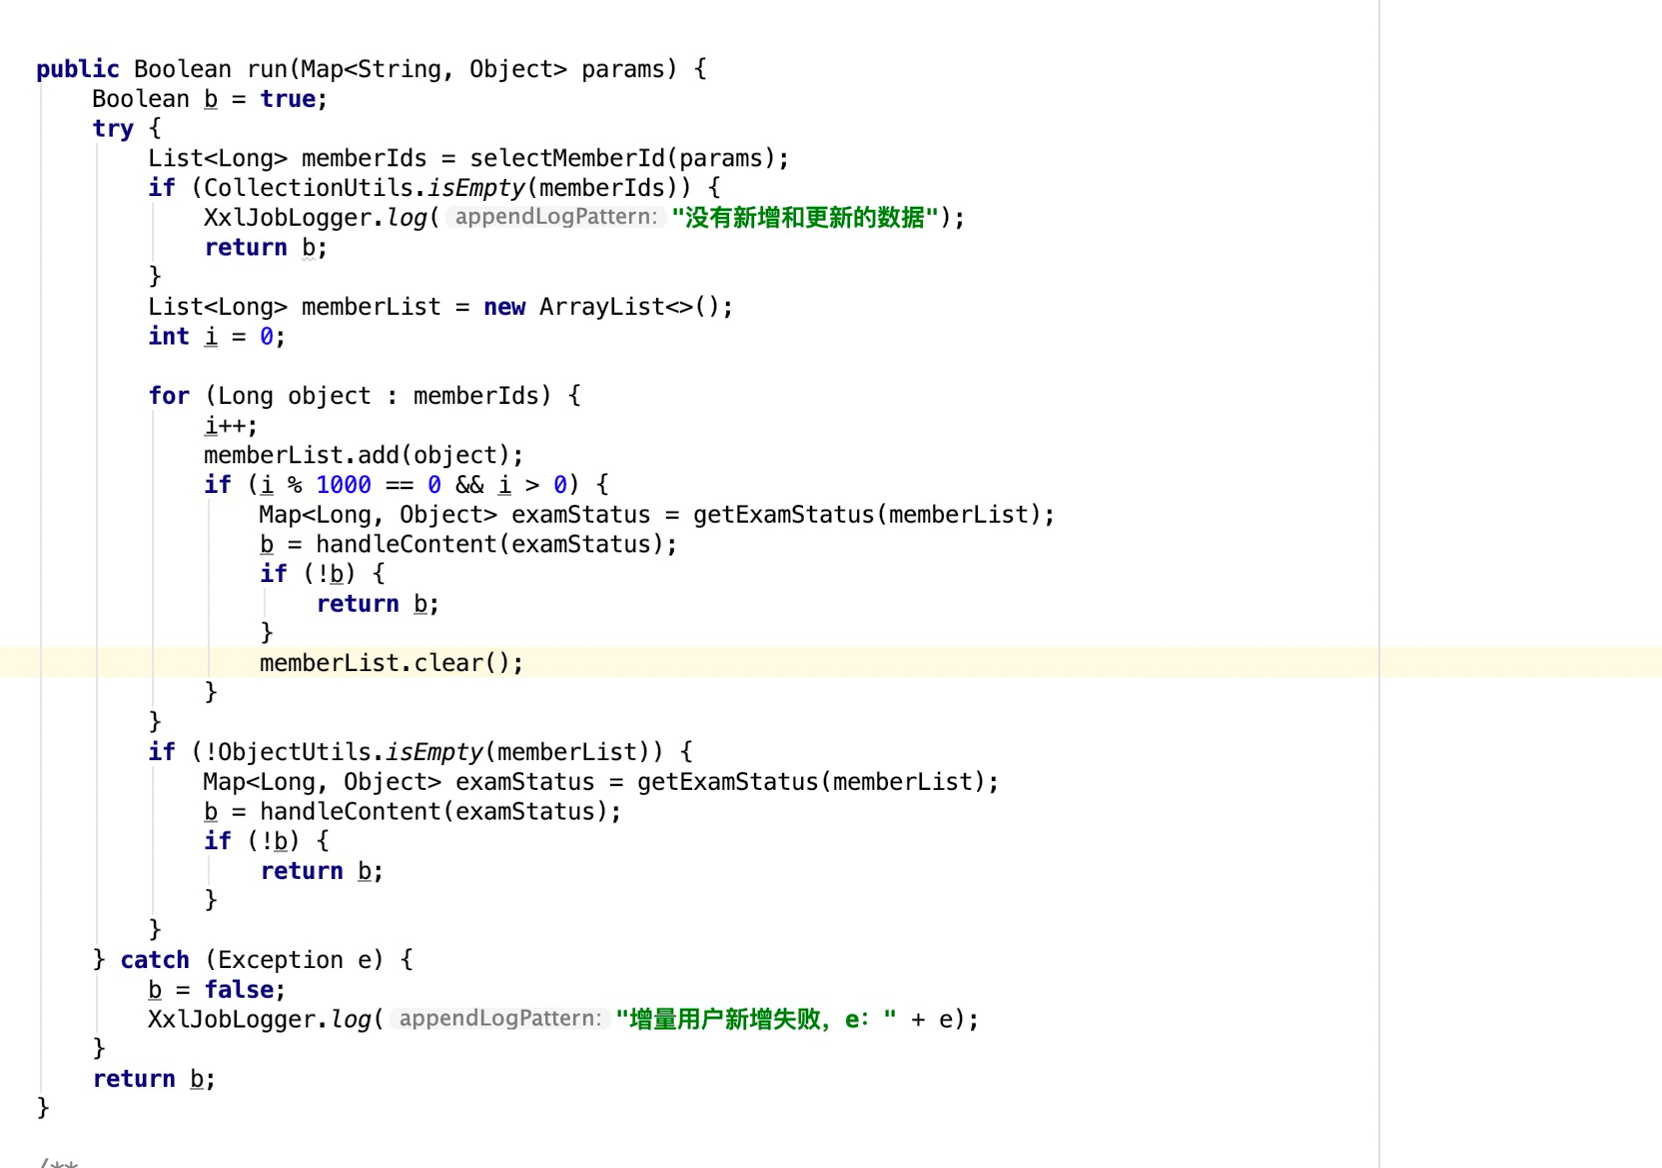 public Boolean run(Map<String, Object> params) {
Boolean b = true;
try {
List<Long> memberIds = selectMemberId(params);
if (CollectionUtils.isEmpty(memberIds)) {
XxlJobLogger.log( appendLogPattern: "没有新增和更新的数据");
return b;
}
List<Long> memberList = new ArrayList<>();
int i = 0;
for (Long object : memberIds) {
i++;
memberList.add(object);
if (i % 1000 == 0 && i > 0) {
Map<Long, Object> examStatus = getExamStatus(memberList);
b = handleContent(examStatus);
if (!b) {
return b;
}
memberList.clear();
}
}
if (!ObjectUtils.isEmpty(memberList)) {
Map<Long, Object> examStatus = getExamStatus(memberList);
b = handleContent(examStatus);
if (!b) {
return b;
}
}
} catch (Exception e) {
b = false;
XxlJobLogger.log( appendLogPattern: "增量用户新增失败，e：" + e);
}
return b;
}
/**